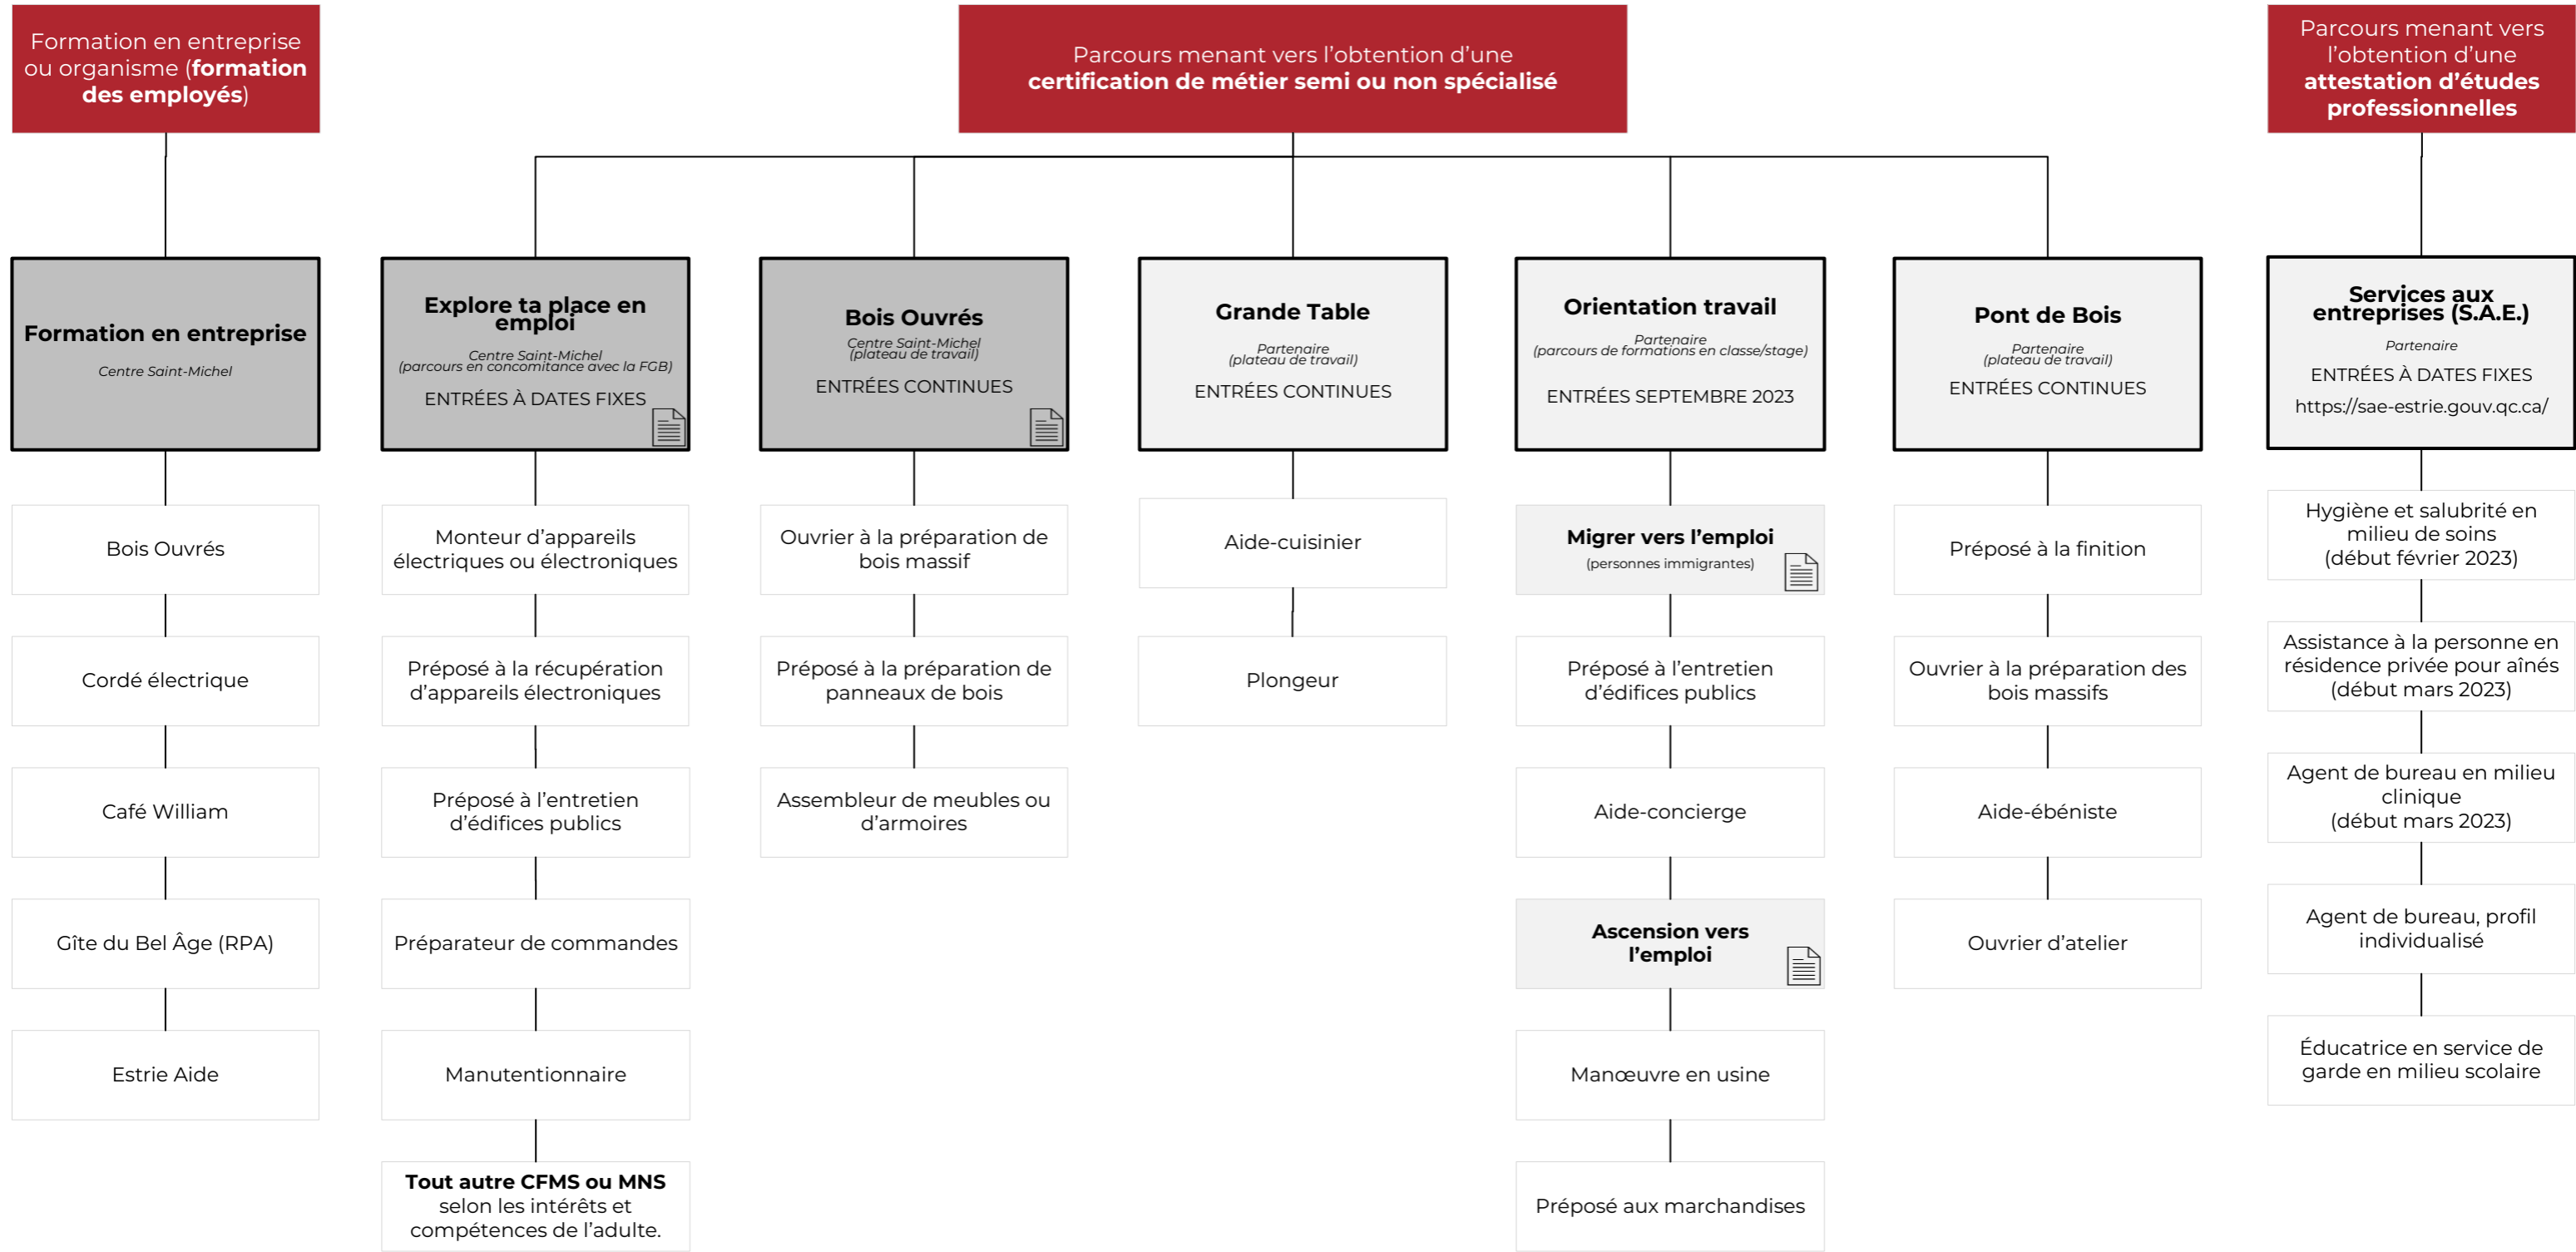 Formation en entreprise
ou organisme (formation
des employés)
Parcours menant vers l’obtention d’une
certification de métier semi ou non spécialisé
Parcours menant vers
l’obtention d’une
attestation d’études
professionnelles
Formation en entreprise
Centre Saint-Michel
Bois Ouvrés
Cordé électrique
Café William
Gîte du Bel Âge (RPA)
Estrie Aide
Explore ta place en
emploi
Centre Saint-Michel
(parcours en concomitance avec la FGB)
ENTRÉES À DATES FIXES
Monteur d’appareils
électriques ou électroniques
Préposé à la récupération
d’appareils électroniques
Préposé à l’entretien
d’édifices publics
Préparateur de commandes
Manutentionnaire
Tout autre CFMS ou MNS
selon les intérêts et
compétences de l’adulte.
Bois Ouvrés
Centre Saint-Michel
(plateau de travail)
ENTRÉES CONTINUES
Ouvrier à la préparation de
bois massif
Préposé à la préparation de
panneaux de bois
Assembleur de meubles ou
d’armoires
Grande Table
Partenaire
(plateau de travail)
ENTRÉES CONTINUES
Aide-cuisinier
Plongeur
Orientation travail
Partenaire
(parcours de formations en classe/stage)
ENTRÉES SEPTEMBRE 2023
Migrer vers l’emploi
(personnes immigrantes)
Préposé à l’entretien
d’édifices publics
Aide-concierge
Ascension vers
l’emploi
Manœuvre en usine
Préposé aux marchandises
Pont de Bois
Partenaire
(plateau de travail)
ENTRÉES CONTINUES
Préposé à la finition
Ouvrier à la préparation des
bois massifs
Aide-ébéniste
Ouvrier d’atelier
Services aux
entreprises (S.A.E.)
Partenaire
ENTRÉES À DATES FIXES
https://sae-estrie.gouv.qc.ca/
Hygiène et salubrité en
milieu de soins
(début février 2023)
Assistance à la personne en
résidence privée pour aînés
(début mars 2023)
Agent de bureau en milieu
clinique
(début mars 2023)
Agent de bureau, profil
individualisé
Éducatrice en service de
garde en milieu scolaire